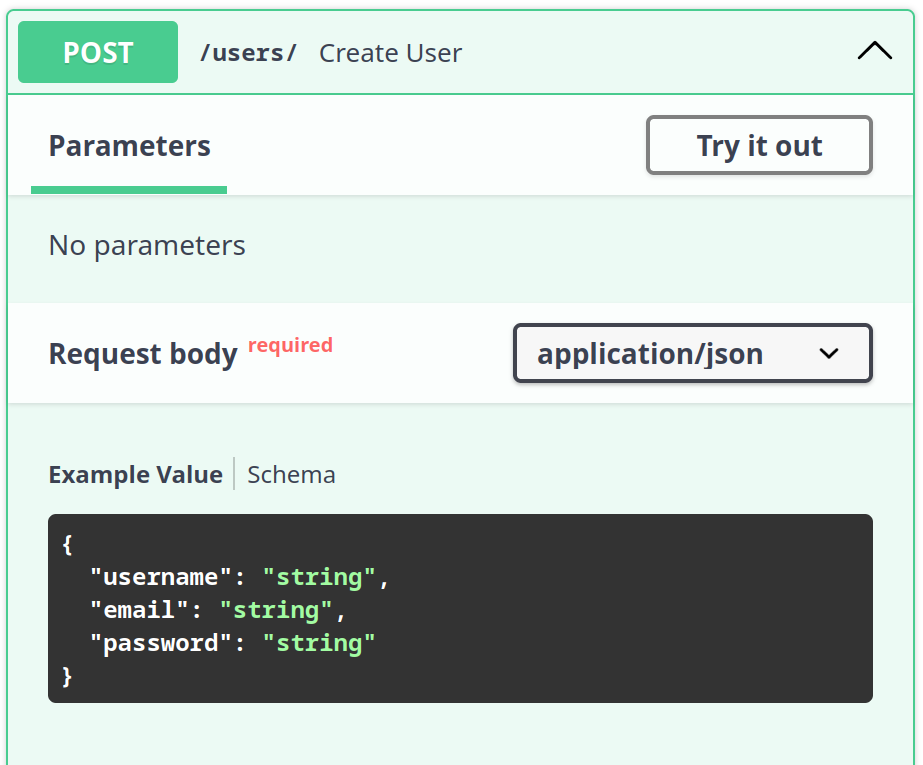 POST /users/ Create User
Parameters Try it out
No parameters
Request body required application/json
Example Value Schema
{
  "username": "string",
  "email": "string",
  "password": "string"
}